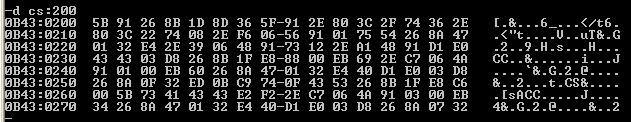 -d cs:200
0B43:0200  5B 91 26 8B 1D 8D 36 5F-91 2E 80 3C 2F 74 36 2E   [.&...6_...</t6.
0B43:0210  80 3C 22 74 08 2E F6 06-56 91 01 75 54 26 8A 47   .<"t....V..uT&.G
0B43:0220  01 32 E4 2E 39 06 48 91-73 12 2E A1 48 91 D1 E0   .2..9.H.s...H...
0B43:0230  43 43 03 D8 26 8B 1F E8-88 00 EB 69 2E C7 06 4A   CC..&......i...J
0B43:0240  91 01 00 EB 60 26 8A 47-01 32 E4 40 D1 E0 03 D8   ....`&.G.2.@....
0B43:0250  26 8A 0F 32 ED 0B C9 74-0F 43 53 26 8B 1F E8 C6   &..2...t.CS&....
0B43:0260  00 5B 73 41 43 43 E2 F2-2E C7 06 4A 91 03 00 EB   .[sACC.....J....
0B43:0270  34 26 8A 47 01 32 E4 40-D1 E0 03 D8 26 8A 07 32   4&.G.2.@....&..2
-